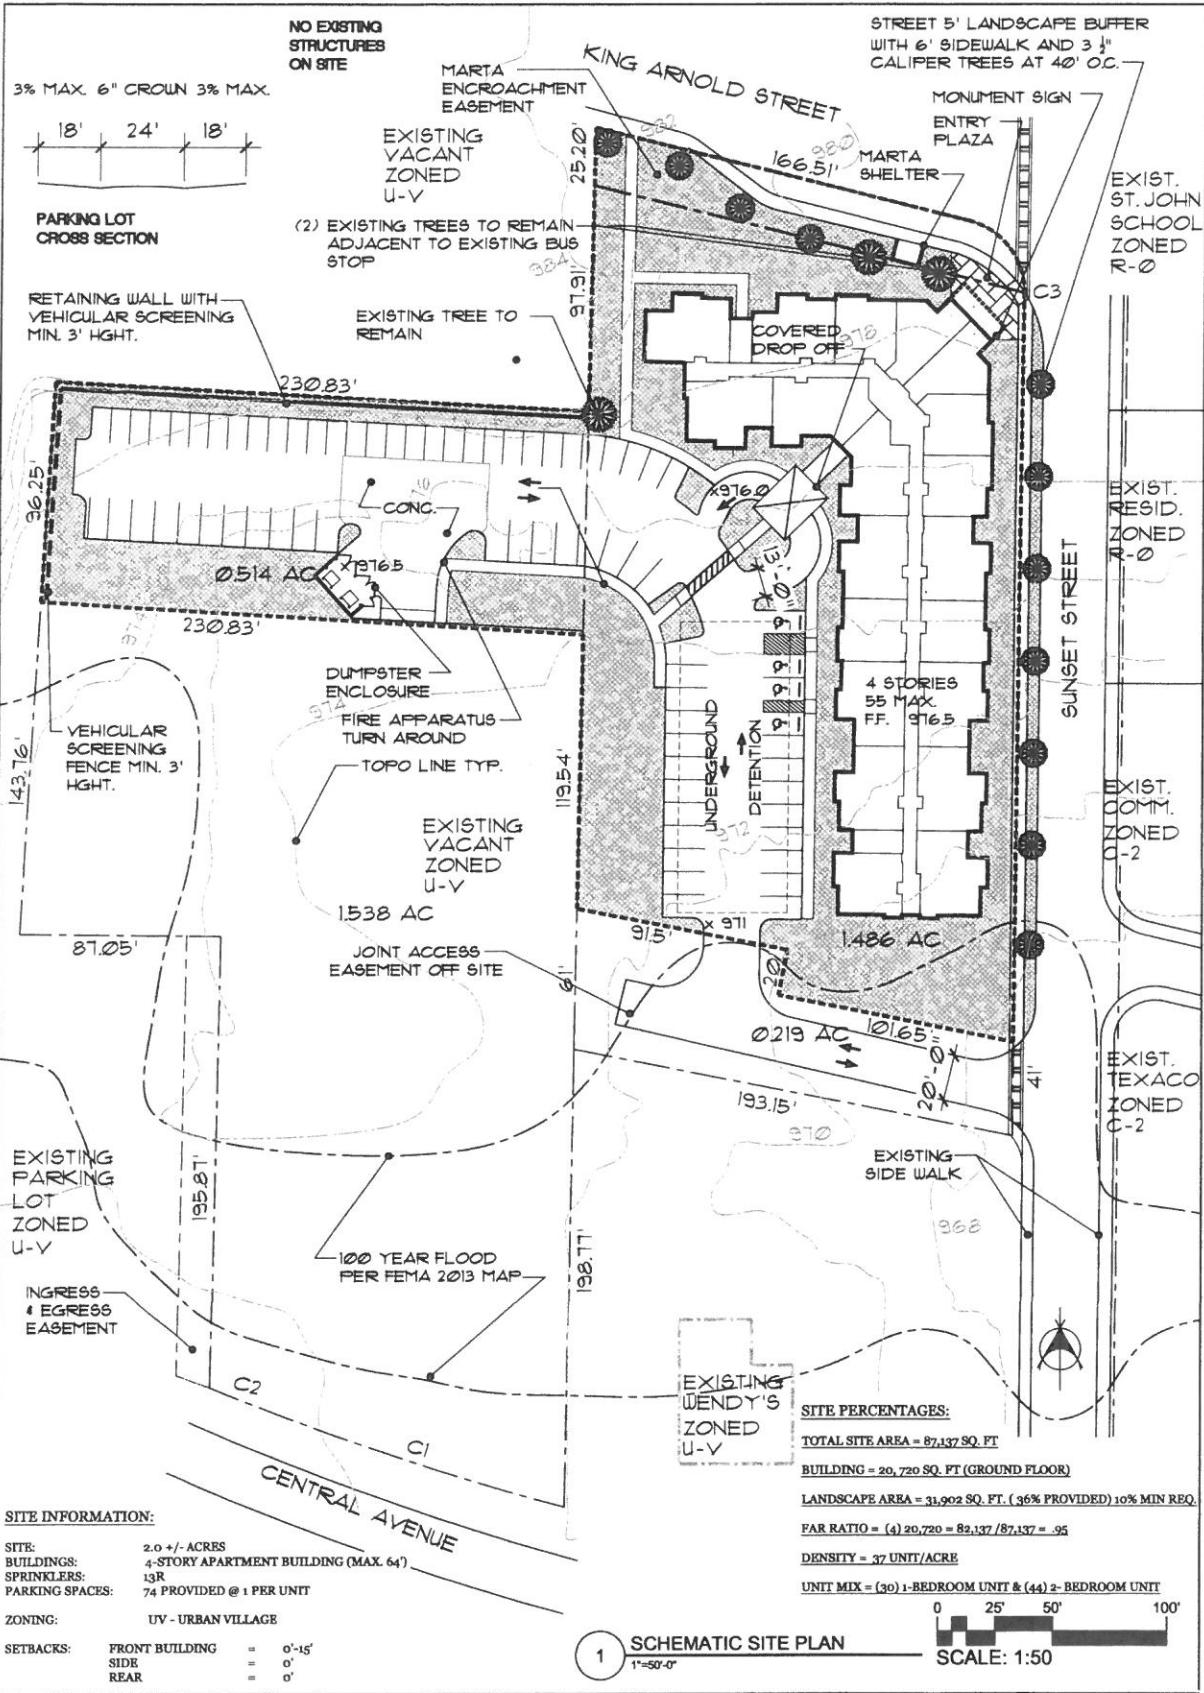 NO EXISTING
STRUCTURES
ON SITE
STREET 5' LANDSCAPE BUFFER
WITH 6' SIDEWALK AND 3 ½"
CALIPER TREES AT 40' O.C.
KING ARNOLD STREET
MARTA
ENCROACHMENT
EASEMENT
3% MAX. 6" CROWN 3% MAX.
18' 24' 18'
PARKING LOT
CROSS SECTION
MONUMENT SIGN
ENTRY
PLAZA
EXISTING
VACANT
ZONED
U-V
25.20'
982
980
166.51'
MARTA
SHELTER
EXIST.
ST. JOHN
SCHOOL
ZONED
R-O
(2) EXISTING TREES TO REMAIN
ADJACENT TO EXISTING BUS
STOP
984
97.91'
C3
RETAINING WALL WITH
VEHICULAR SCREENING
MIN. 3' HGHT.
EXISTING TREE TO
REMAIN
COVERED
DROP OFF
978
230.83'
96.25'
CONC.
x976.0
EXIST.
RESID.
ZONED
R-O
0.514 AC
x976.5
13'-0"
230.83'
974
SUNSET STREET
DUMPSTER
ENCLOSURE
974
FIRE APPARATUS
TURN AROUND
4 STORIES
55 MAX.
F.F. 976.5
UNDERGROUND
DETENTION
VEHICULAR
SCREENING
FENCE MIN. 3'
HGHT.
TOPO LINE TYP.
143.76'
119.54'
EXIST.
COMM.
ZONED
C-2
EXISTING
VACANT
ZONED
U-V
972
1.538 AC
87.05'
91.5'
x 971
1.486 AC
JOINT ACCESS
EASEMENT OFF SITE
61'
20'
0.219 AC
101.65'
20'-0"
41'
EXIST.
TEXACO
ZONED
C-2
193.15'
970
EXISTING
PARKING
LOT
ZONED
U-V
195.87'
EXISTING
SIDE WALK
968
100 YEAR FLOOD
PER FEMA 2013 MAP
198.77'
INGRESS
& EGRESS
EASEMENT
C2
C1
CENTRAL AVENUE
EXISTING
WENDY'S
ZONED
U-V
SITE PERCENTAGES:
TOTAL SITE AREA = 87,137 SQ. FT
BUILDING = 20, 720 SQ. FT (GROUND FLOOR)
LANDSCAPE AREA = 31,902 SQ. FT. ( 36% PROVIDED) 10% MIN REQ.
FAR RATIO = (4) 20,720 = 82,137 /87,137 = .95
DENSITY = 37 UNIT/ACRE
UNIT MIX = (30) 1-BEDROOM UNIT & (44) 2- BEDROOM UNIT
SITE INFORMATION:
SITE: 2.0 +/- ACRES
BUILDINGS: 4-STORY APARTMENT BUILDING (MAX. 64')
SPRINKLERS: 13R
PARKING SPACES: 74 PROVIDED @ 1 PER UNIT
ZONING: UV - URBAN VILLAGE
SETBACKS: FRONT BUILDING = 0'-15'
SIDE = 0'
REAR = 0'
1 SCHEMATIC SITE PLAN
1"=50'-0"
0 25' 50' 100'
SCALE: 1:50